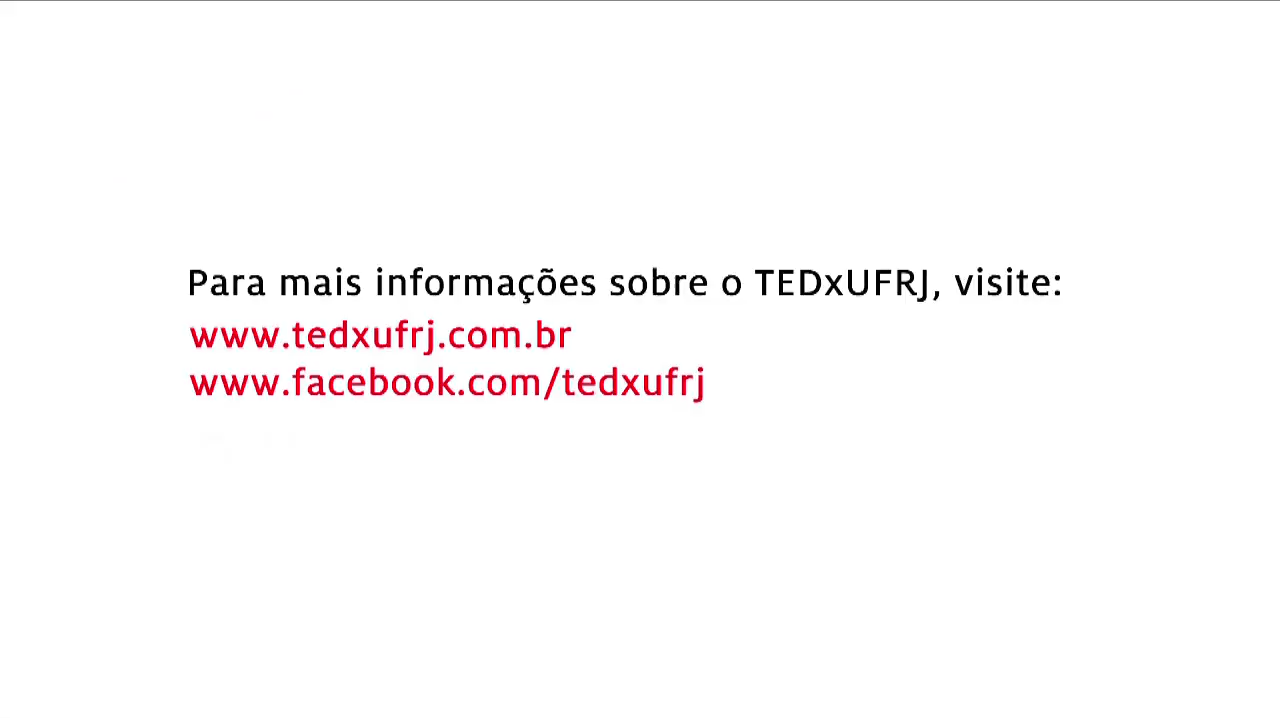 Para mais informações sobre o TEDxUFRJ, visite:
www.tedxufrj.com.br
www.facebook.com/tedxufrj